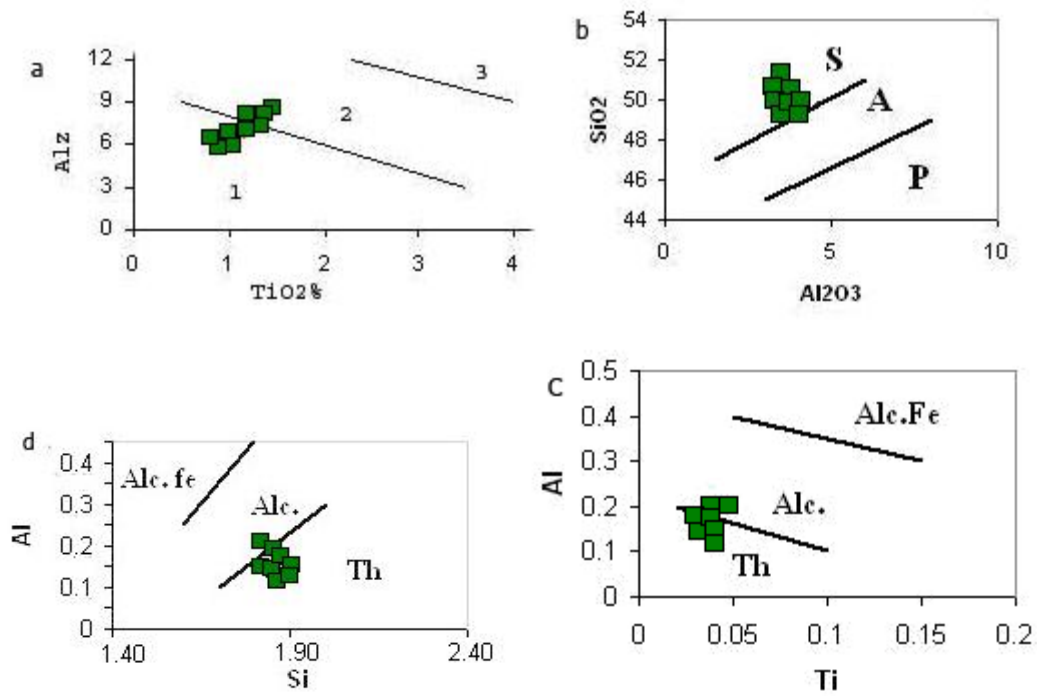 a
12
9
6
3
0
Alz
1
2
3
0
1
2
3
4
TiO2%
b
54
52
50
48
46
44
SiO2
S
A
P
0
5
10
Al2O3
d
0.4
0.3
0.2
0.1
0
Al
Alc.fe
Alc.
Th
1.40
1.90
2.40
Si
C
0.5
0.4
0.3
0.2
0.1
0
Al
Alc.Fe
Alc.
Th
0
0.05
0.1
0.15
0.2
Ti